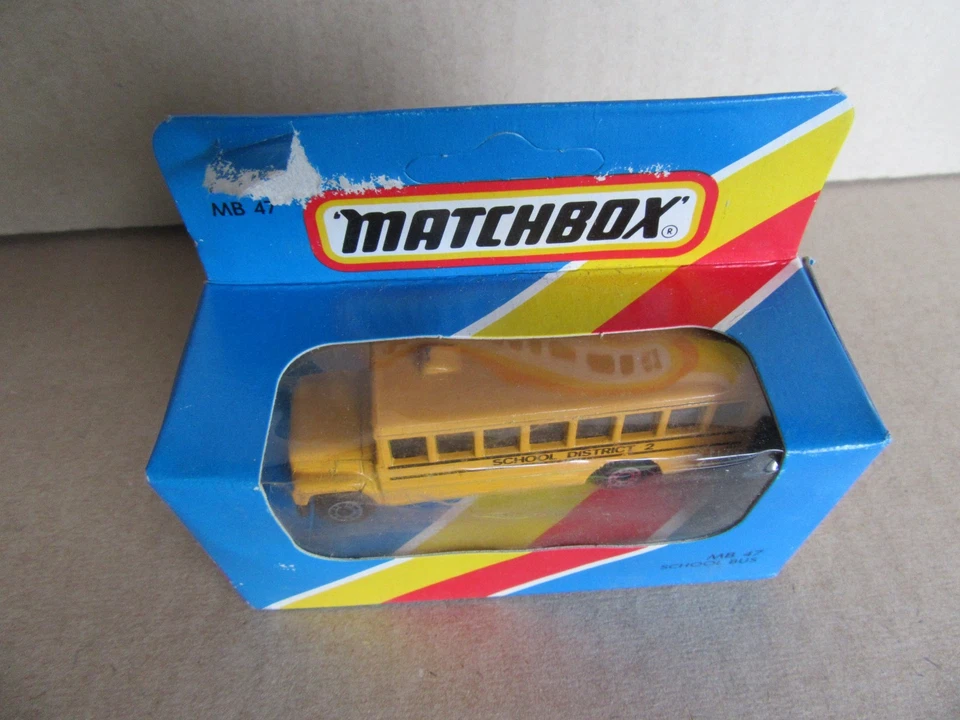 MB 47
'MATCHBOX'®
SCHOOL DISTRICT 2
MB 47
SCHOOL BUS